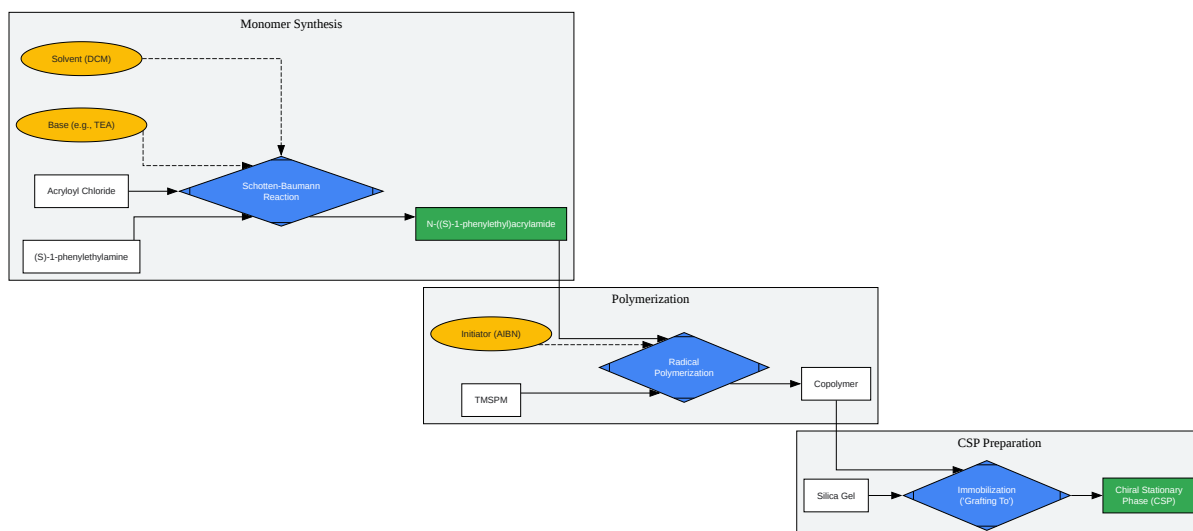 Monomer Synthesis
Solvent (DCM)
Base (e.g., TEA)
Acryloyl Chloride
Schotten-Baumann
Reaction
(S)-1-phenylethylamine
N-((S)-1-phenylethyl)acrylamide
Polymerization
Initiator (AIBN)
Radical
Polymerization
TMSPM
Copolymer
CSP Preparation
Silica Gel
Immobilization
('Grafting To')
Chiral Stationary
Phase (CSP)